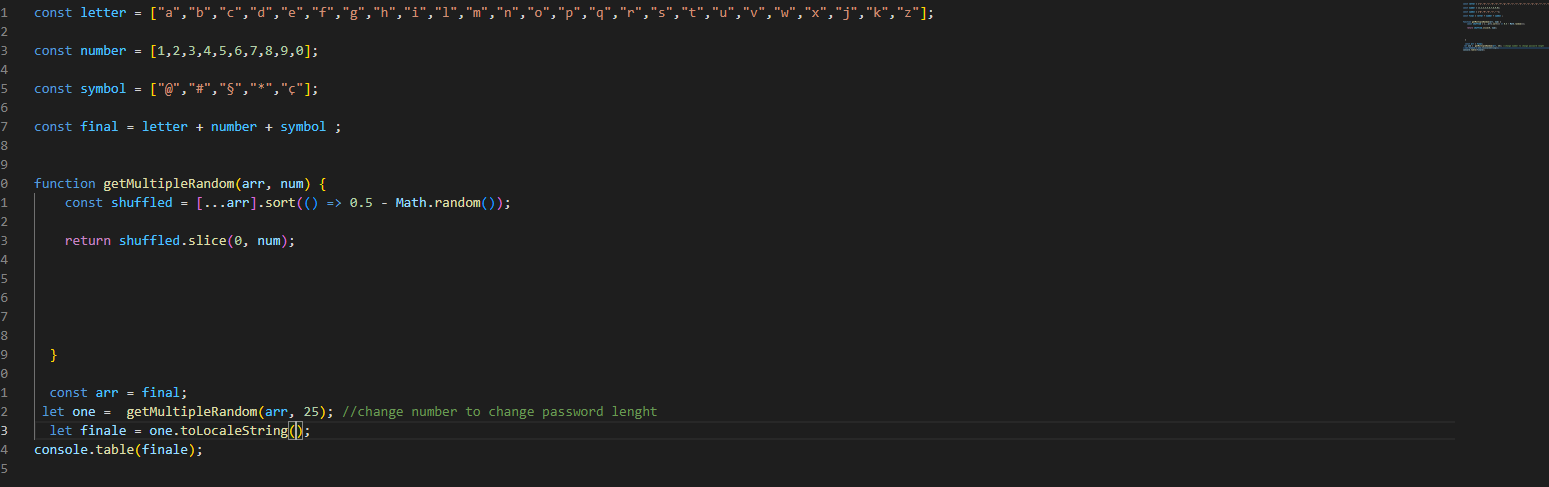 1 const letter = ["a","b","c","d","e","f","g","h","i","l","m","n","o","p","q","r","s","t","u","v","w","x","j","k","z"];
2
3 const number = [1,2,3,4,5,6,7,8,9,0];
4
5 const symbol = ["@","#","§","*","ç"];
6
7 const final = letter + number + symbol ;
8
9
0 function getMultipleRandom(arr, num) {
1 const shuffled = [...arr].sort(() => 0.5 - Math.random());
2
3 return shuffled.slice(0, num);
4
5
6
7
8
9 }
0
1 const arr = final;
2 let one =  getMultipleRandom(arr, 25); //change number to change password lenght
3 let finale = one.toLocaleString();
4 console.table(finale);
5